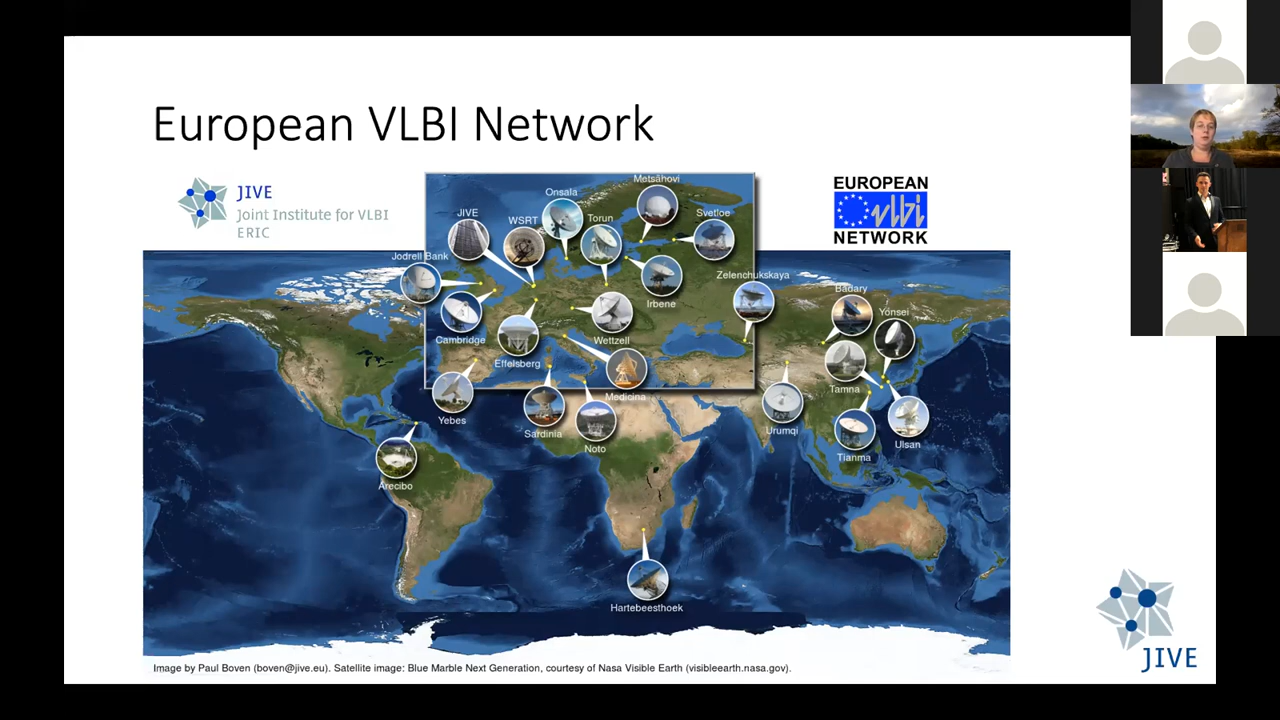 European VLBI Network
JIVE
Joint Institute for VLBI
ERIC
EUROPEAN
vlbi
NETWORK
Metsähovi
Onsala
JIVE
WSRT
Torun
Svetloe
Jodrell Bank
Zelenchukskaya
Badary
Irbene
Yonsei
Cambridge
Wettzell
Effelsberg
Tamna
Medicina
Yebes
Sardinia
Noto
Urumqi
Ulsan
Tianma
Arecibo
Hartebeesthoek
JIVE
Image by Paul Boven (boven@jive.eu). Satellite image: Blue Marble Next Generation, courtesy of Nasa Visible Earth (visibleearth.nasa.gov).